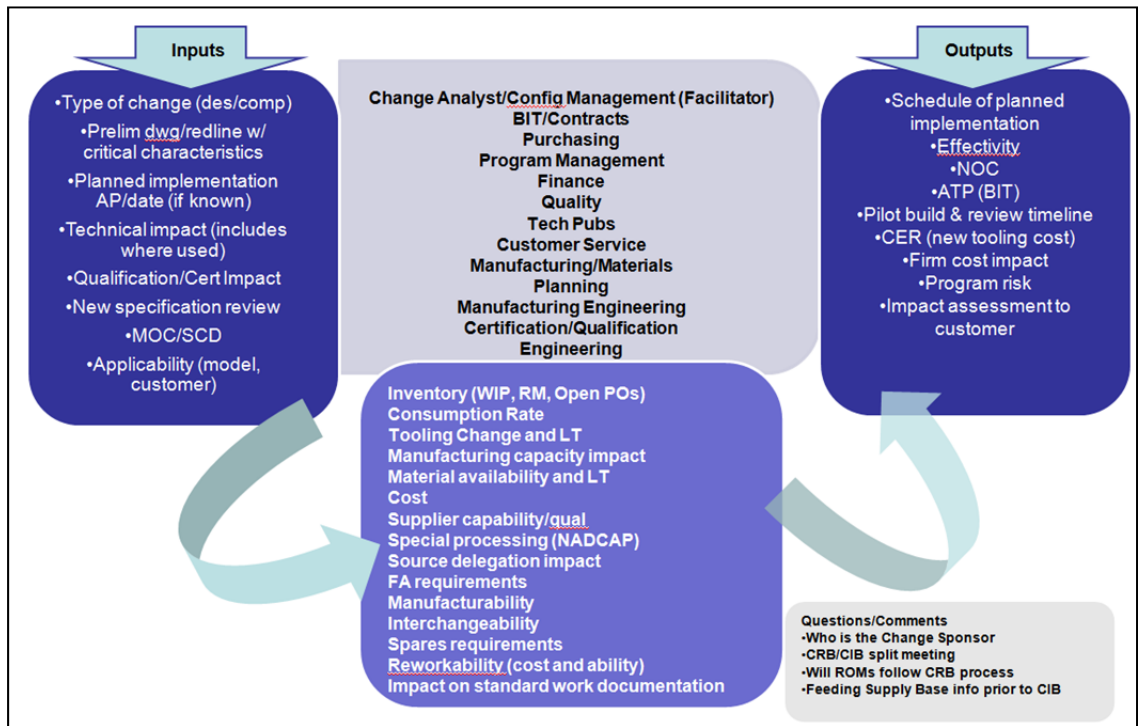 Inputs
•Type of change (des/comp)
•Prelim dwg/redline w/
critical characteristics
•Planned implementation
AP/date (if known)
•Technical impact (includes
where used)
•Qualification/Cert Impact
•New specification review
•MOC/SCD
•Applicability (model,
customer)
Change Analyst/Config Management (Facilitator)
BIT/Contracts
Purchasing
Program Management
Finance
Quality
Tech Pubs
Customer Service
Manufacturing/Materials
Planning
Manufacturing Engineering
Certification/Qualification
Engineering
Inventory (WIP, RM, Open POs)
Consumption Rate
Tooling Change and LT
Manufacturing capacity impact
Material availability and LT
Cost
Supplier capability/qual
Special processing (NADCAP)
Source delegation impact
FA requirements
Manufacturability
Interchangeability
Spares requirements
Reworkability (cost and ability)
Impact on standard work documentation
Outputs
•Schedule of planned
implementation
•Effectivity
•NOC
•ATP (BIT)
•Pilot build & review timeline
•CER (new tooling cost)
•Firm cost impact
•Program risk
•Impact assessment to
customer
Questions/Comments
•Who is the Change Sponsor
•CRB/CIB split meeting
•Will ROMs follow CRB process
•Feeding Supply Base info prior to CIB